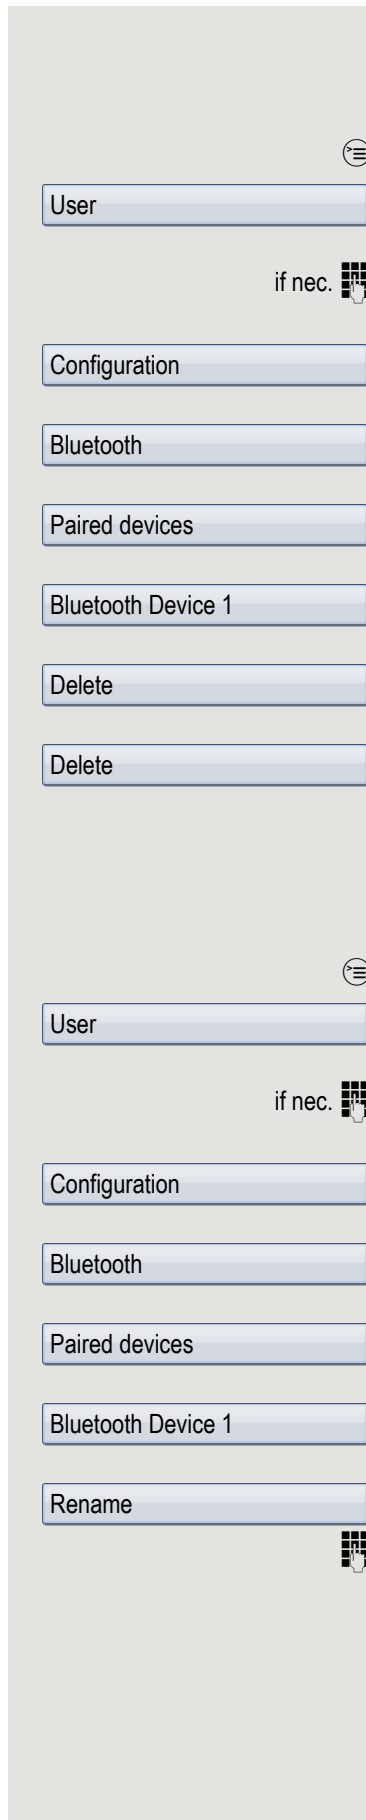 User
if nec.
Configuration
Bluetooth
Paired devices
Bluetooth Device 1
Delete
Delete
User
if nec.
Configuration
Bluetooth
Paired devices
Bluetooth Device 1
Rename